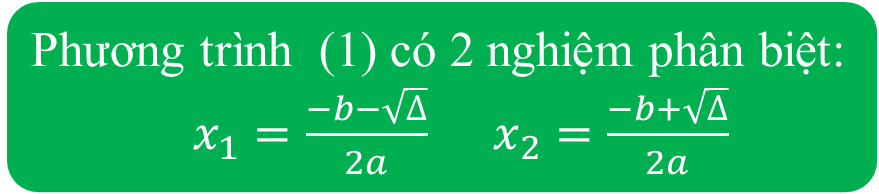 Phương trình (1) có 2 nghiệm phân biệt:
x₁ = (−b−√Δ)/(2a) x₂ = (−b+√Δ)/(2a)